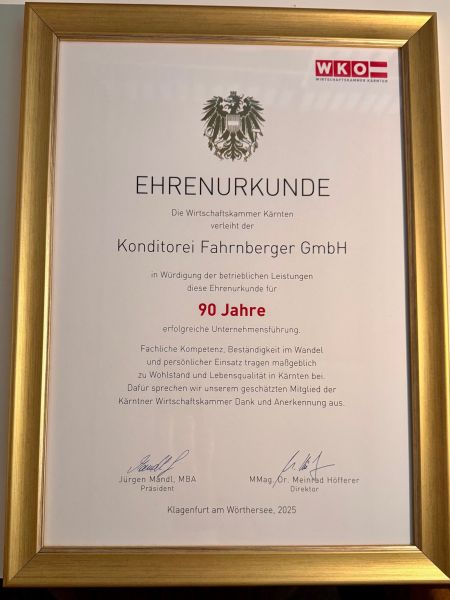 WKO
WIRTSCHAFTSKAMMER KÄRNTEN
EHRENURKUNDE
Die Wirtschaftskammer Kärnten
verleiht der
Konditorei Fahrnberger GmbH
in Würdigung der betrieblichen Leistungen
diese Ehrenurkunde für
90 Jahre
erfolgreiche Unternehmensführung.
Fachliche Kompetenz, Beständigkeit im Wandel
und persönlicher Einsatz tragen maßgeblich
zu Wohlstand und Lebensqualität in Kärnten bei.
Dafür sprechen wir unserem geschätzten Mitglied der
Kärntner Wirtschaftskammer Dank und Anerkennung aus.
Jürgen Mandl, MBA
Präsident
MMag. Dr. Meinrad Höfferer
Direktor
Klagenfurt am Wörthersee, 2025